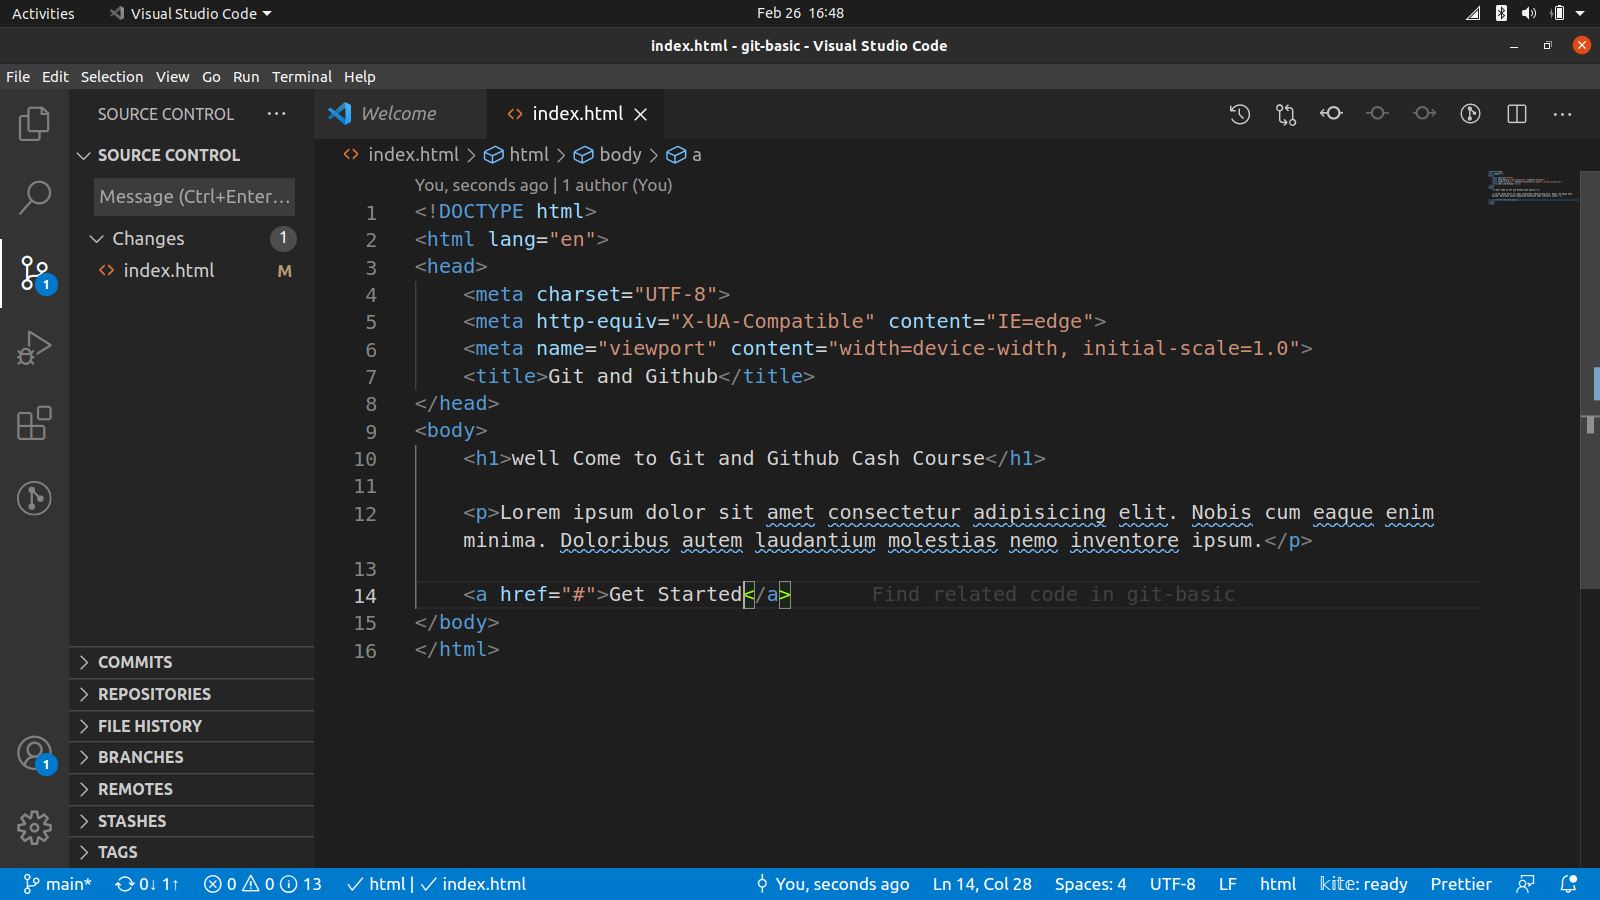 Activities Visual Studio Code Feb 26 16:48
index.html - git-basic - Visual Studio Code
File Edit Selection View Go Run Terminal Help
SOURCE CONTROL
SOURCE CONTROL
Message (Ctrl+Enter...
Changes 1
index.html M
1
1
COMMITS
REPOSITORIES
FILE HISTORY
BRANCHES
REMOTES
STASHES
TAGS
Welcome index.html
index.html > html > body > a
You, seconds ago | 1 author (You)
1 <!DOCTYPE html>
2 <html lang="en">
3 <head>
4 <meta charset="UTF-8">
5 <meta http-equiv="X-UA-Compatible" content="IE=edge">
6 <meta name="viewport" content="width=device-width, initial-scale=1.0">
7 <title>Git and Github</title>
8 </head>
9 <body>
10 <h1>well Come to Git and Github Cash Course</h1>
11
12 <p>Lorem ipsum dolor sit amet consectetur adipisicing elit. Nobis cum eaque enim
minima. Doloribus autem laudantium molestias nemo inventore ipsum.</p>
13
14 <a href="#">Get Started</a> Find related code in git-basic
15 </body>
16 </html>
main* 0↓ 1↑ 0 0 13 html | index.html You, seconds ago Ln 14, Col 28 Spaces: 4 UTF-8 LF html kite: ready Prettier